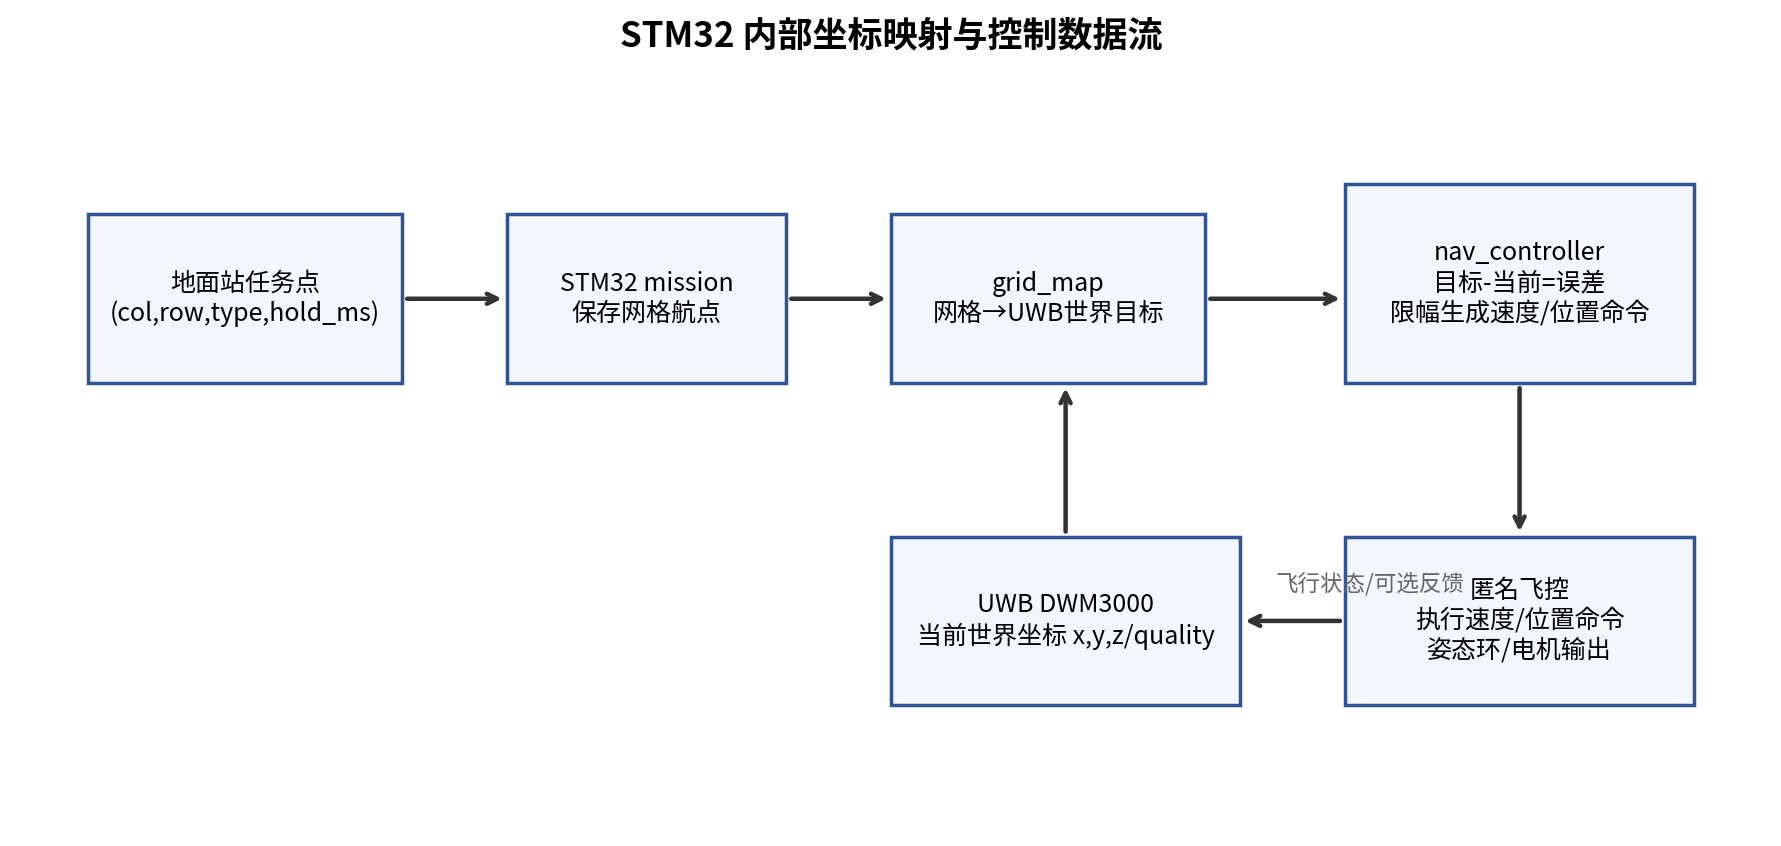 STM32 内部坐标映射与控制数据流
地面站任务点
(col,row,type,hold_ms)
STM32 mission
保存网格航点
grid_map
网格→UWB世界目标
nav_controller
目标-当前=误差
限幅生成速度/位置命令
UWB DWM3000
当前世界坐标 x,y,z/quality
飞行状态/可选反馈
匿名飞控
执行速度/位置命令
姿态环/电机输出